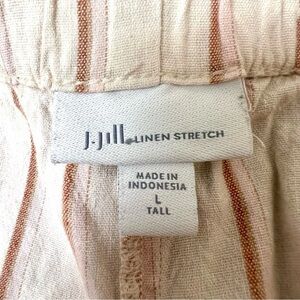 J.Jill LINEN STRETCH
MADE IN
INDONESIA
L
TALL